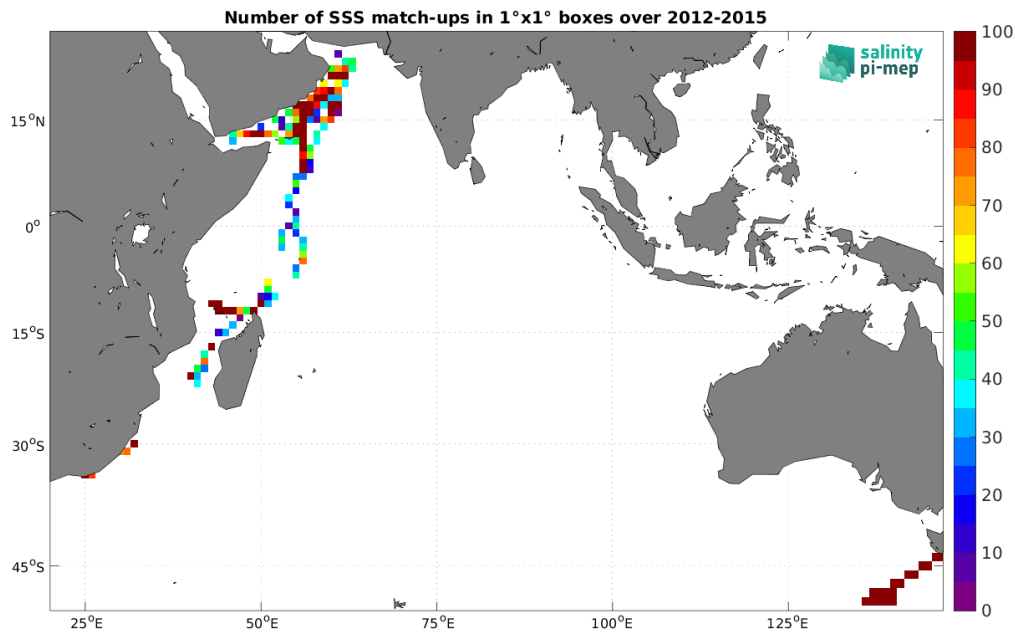 Number of SSS match-ups in 1°x1° boxes over 2012-2015
salinity
pi-mep
15°N
0°
15°S
30°S
45°S
25°E
50°E
75°E
100°E
125°E
100
90
80
70
60
50
40
30
20
10
0